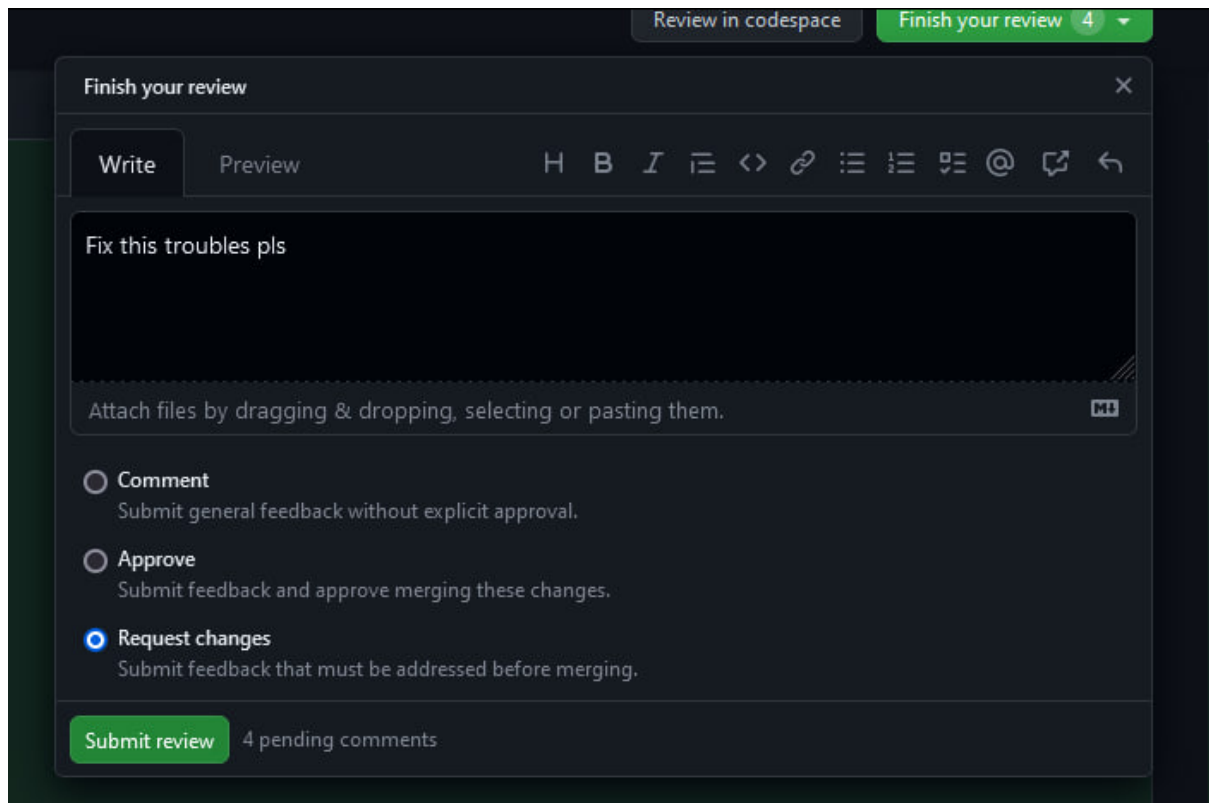 Review in codespace
Finish your review 4
Finish your review
Write Preview
Fix this troubles pls
Attach files by dragging & dropping, selecting or pasting them.
Comment
Submit general feedback without explicit approval.
Approve
Submit feedback and approve merging these changes.
Request changes
Submit feedback that must be addressed before merging.
Submit review 4 pending comments